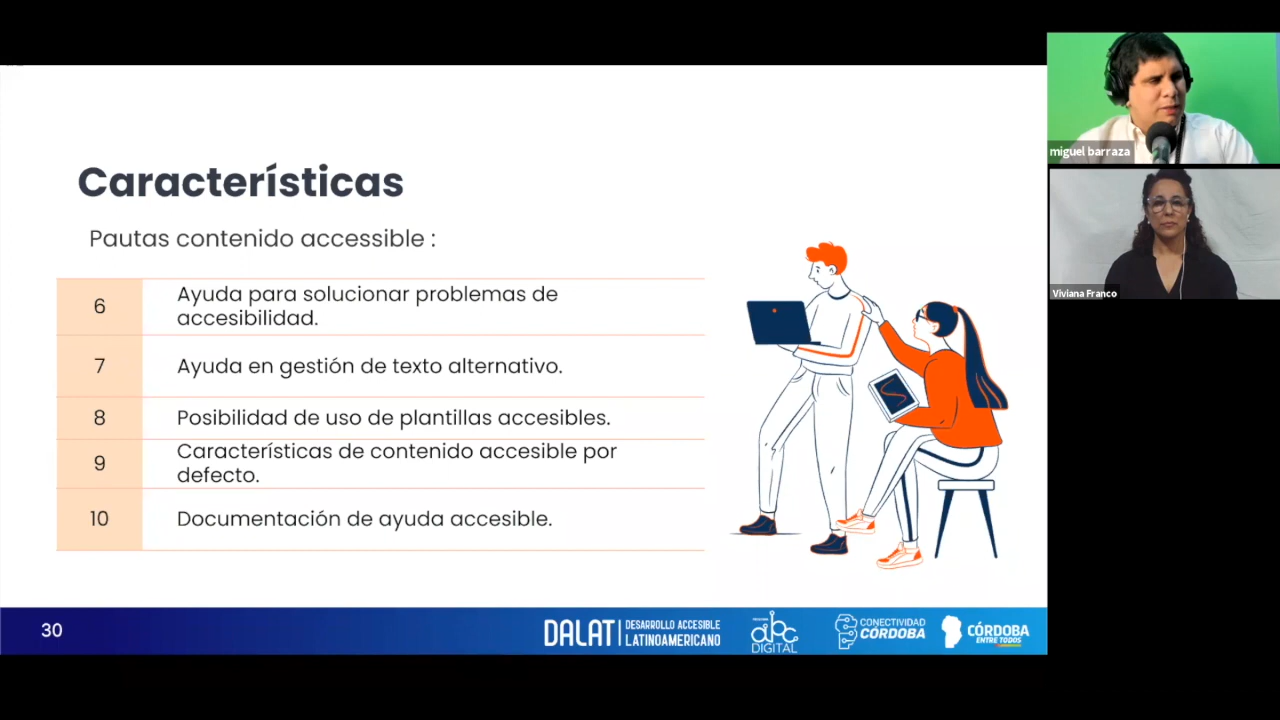 Características
Pautas contenido accessible :
6
Ayuda para solucionar problemas de
accesibilidad.
7
Ayuda en gestión de texto alternativo.
8
Posibilidad de uso de plantillas accesibles.
9
Características de contenido accesible por
defecto.
10
Documentación de ayuda accesible.
30
DALAT
DESARROLLO ACCESIBLE
LATINOAMERICANO
abc
DIGITAL
CONECTIVIDAD
CÓRDOBA
CÓRDOBA
ENTRE TODOS
miguel barraza
Viviana Franco